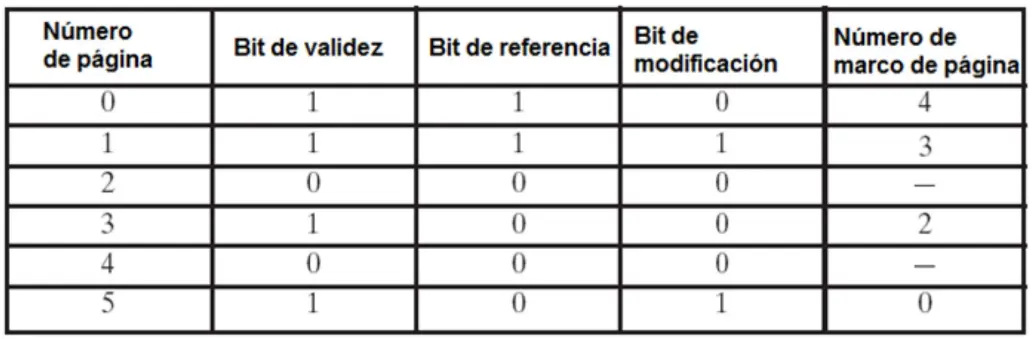 Número de página Bit de validez Bit de referencia Bit de modificación Número de marco de página
0 1 1 0 4
1 1 1 1 3
2 0 0 0 —
3 1 0 0 2
4 0 0 0 —
5 1 0 1 0